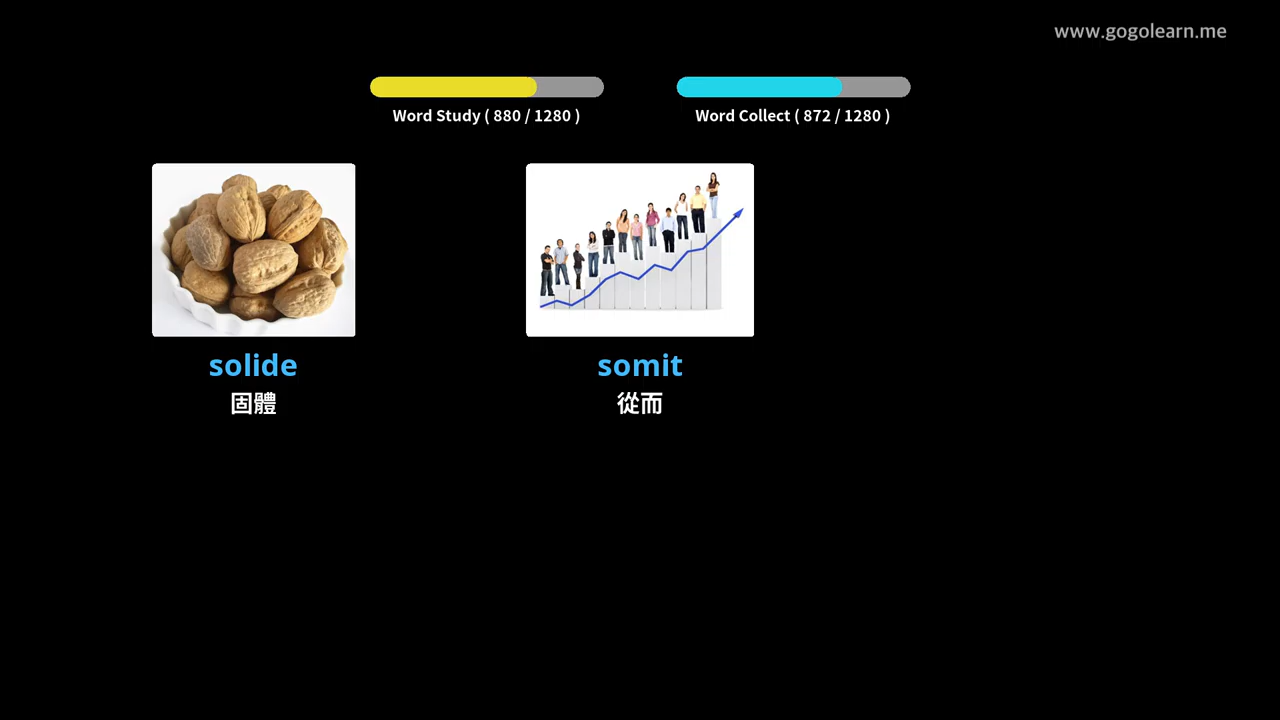 www.gogolearn.me
Word Study ( 880 / 1280 )
Word Collect ( 872 / 1280 )
solide
固體
somit
從而